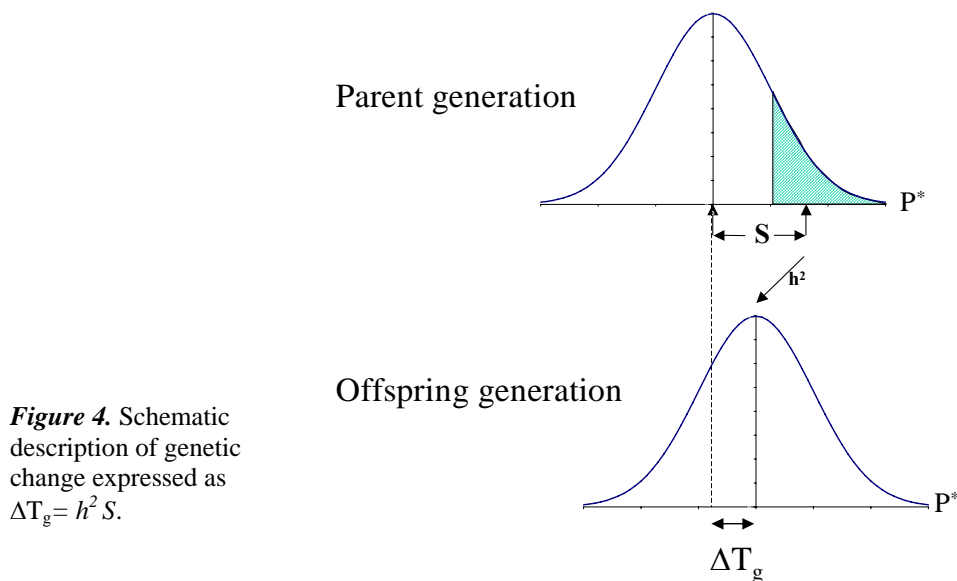 Parent generation
P*
S
h²
Offspring generation
P*
ΔTg
Figure 4. Schematic
description of genetic
change expressed as
ΔTg= h² S.